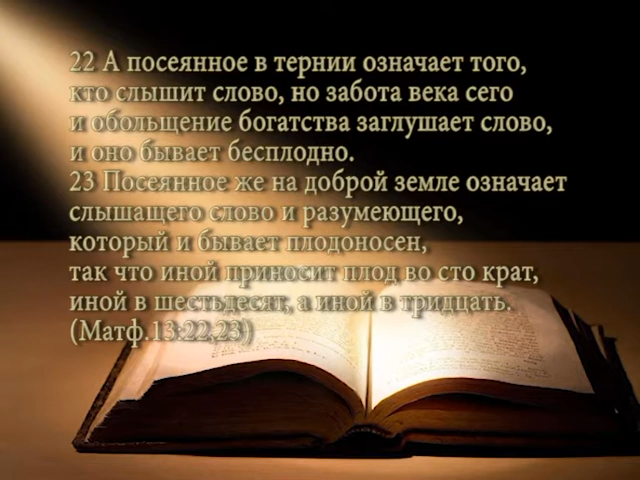 22 А посеянное в тернии означает того,
кто слышит слово, но забота века сего
и обольщение богатства заглушает слово,
и оно бывает бесплодно.
23 Посеянное же на доброй земле означает
слышащего слово и разумеющего,
который и бывает плодоносен,
так что иной приносит плод во сто крат,
иной в шестьдесят, а иной в тридцать.
(Матф.13:22,23)